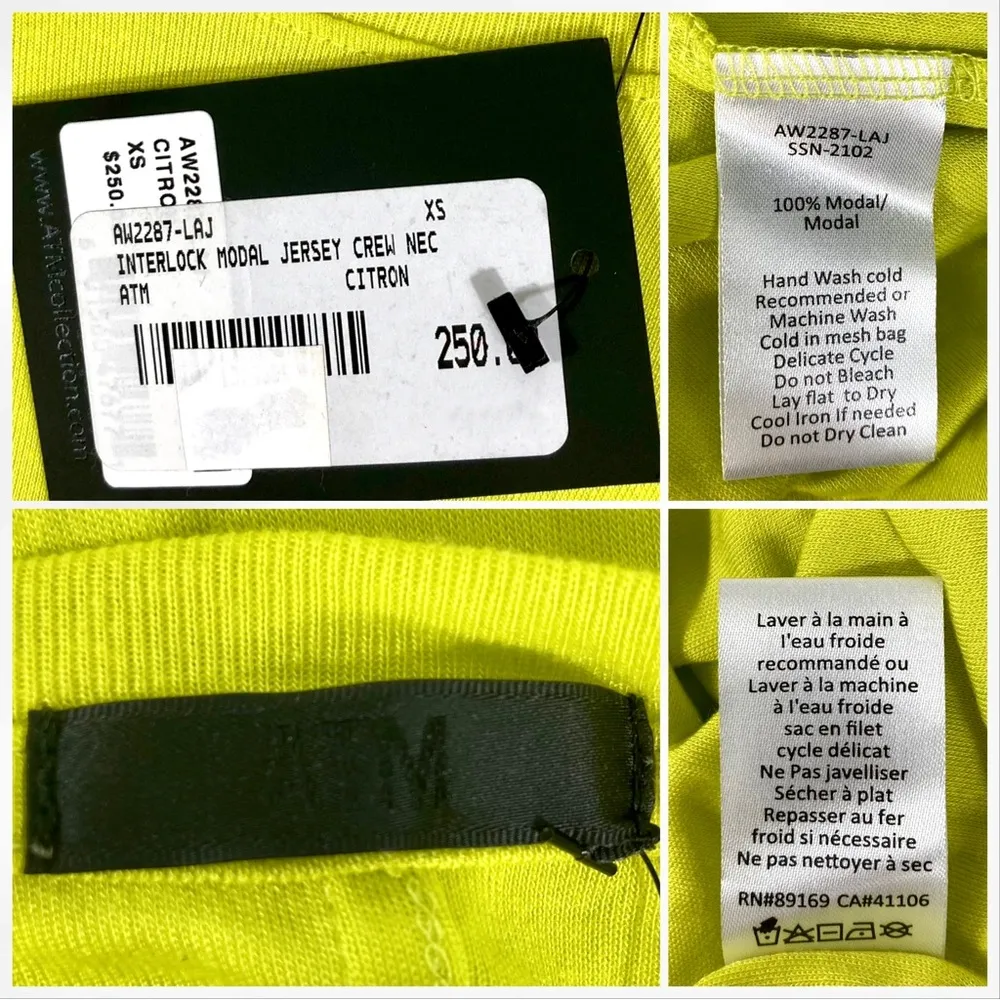 AW228
CITRO
XS
$250.
www.ATMcollection.com
XS
AW2287-LAJ
INTERLOCK MODAL JERSEY CREW NEC
ATM
CITRON
250.
AW2287-LAJ
SSN-2102
100% Modal/
Modal
Hand Wash cold
Recommended or
Machine Wash
Cold in mesh bag
Delicate Cycle
Do not Bleach
Lay flat to Dry
Cool Iron If needed
Do not Dry Clean
ATM
Laver à la main à
l'eau froide
recommandé ou
Laver à la machine
à l'eau froide
sac en filet
cycle délicat
Ne Pas javelliser
Sécher à plat
Repasser au fer
froid si nécessaire
Ne pas nettoyer à sec
RN#89169 CA#41106